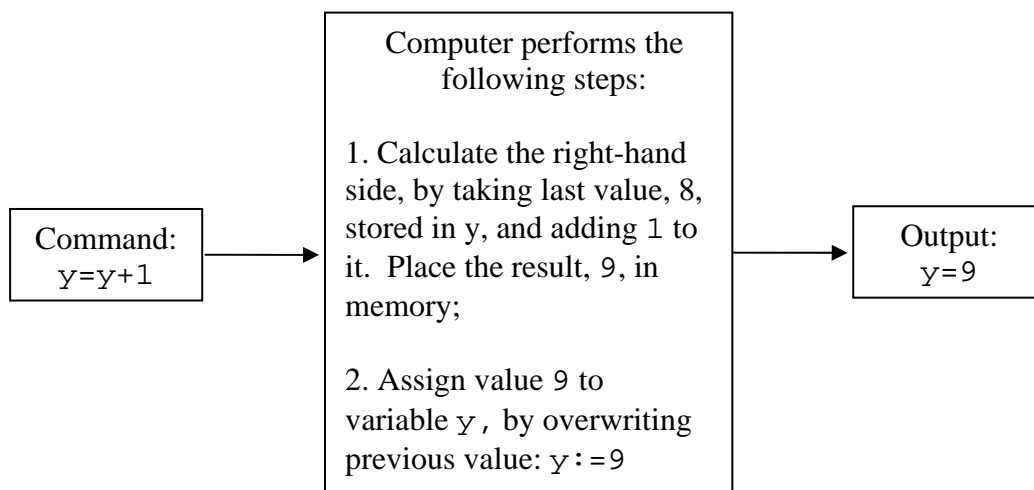 Command:
y=y+1
Computer performs the
following steps:
1. Calculate the right-hand
side, by taking last value, 8,
stored in y, and adding 1 to
it.  Place the result, 9, in
memory;
2. Assign value 9 to
variable y, by overwriting
previous value: y:=9
Output:
y=9